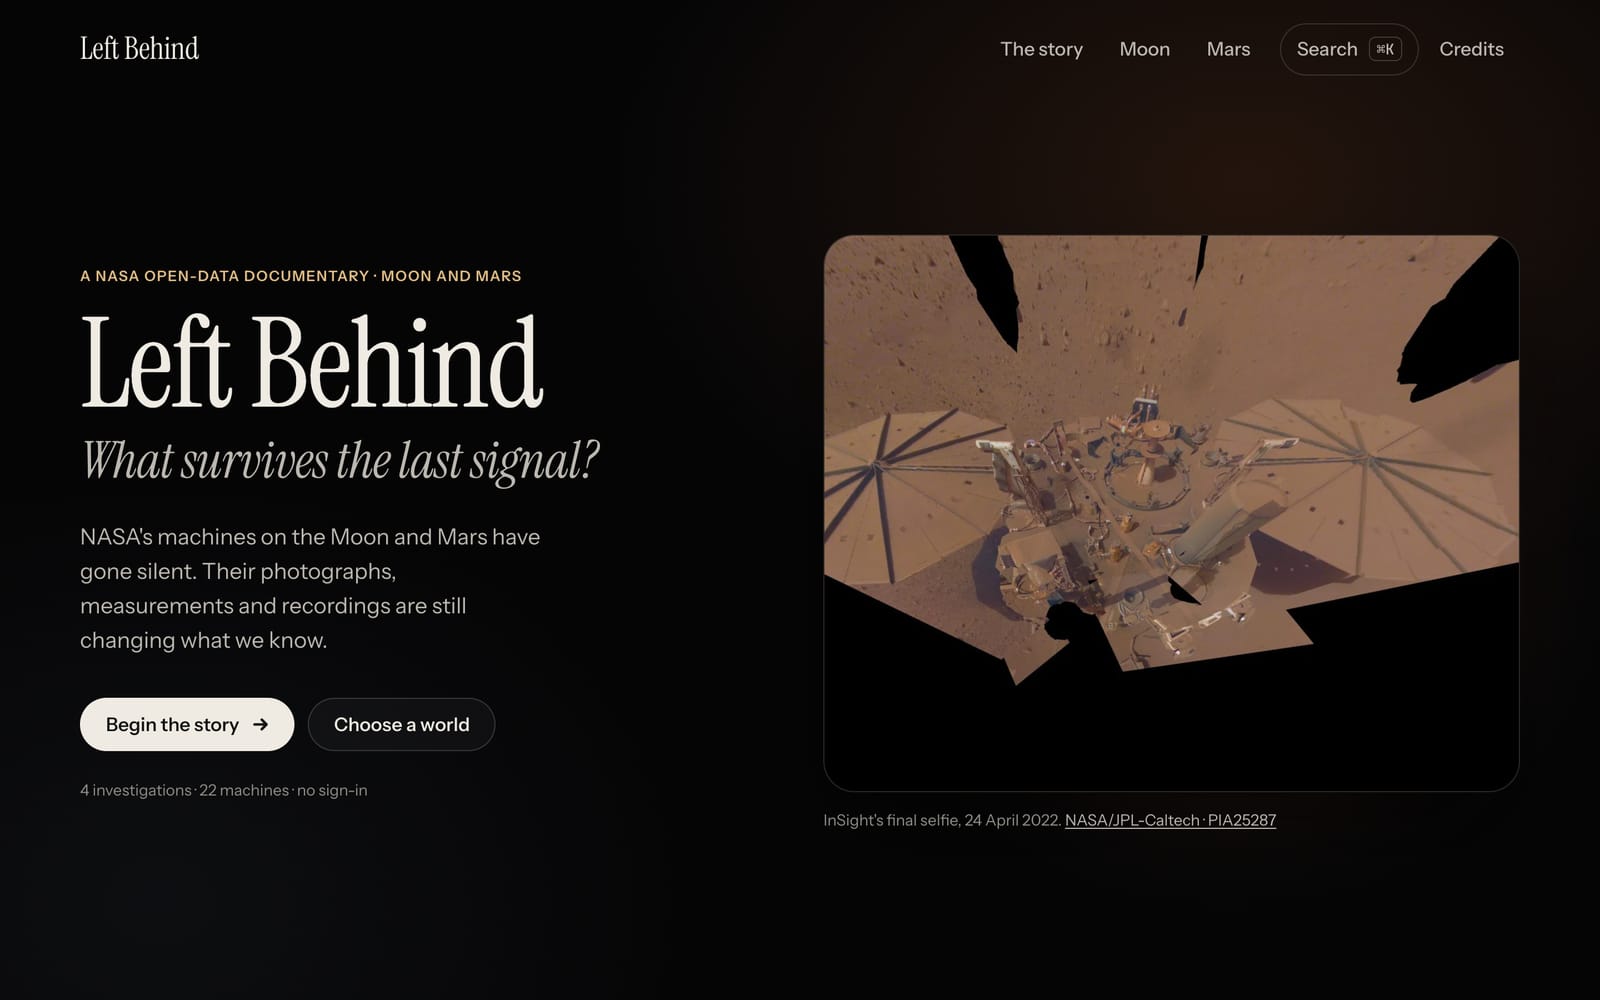 Left Behind
The story
Moon
Mars
Search ⌘K
Credits
A NASA OPEN-DATA DOCUMENTARY · MOON AND MARS
Left Behind
What survives the last signal?
NASA's machines on the Moon and Mars have
gone silent. Their photographs,
measurements and recordings are still
changing what we know.
Begin the story →
Choose a world
4 investigations · 22 machines · no sign-in
InSight's final selfie, 24 April 2022. NASA/JPL-Caltech · PIA25287